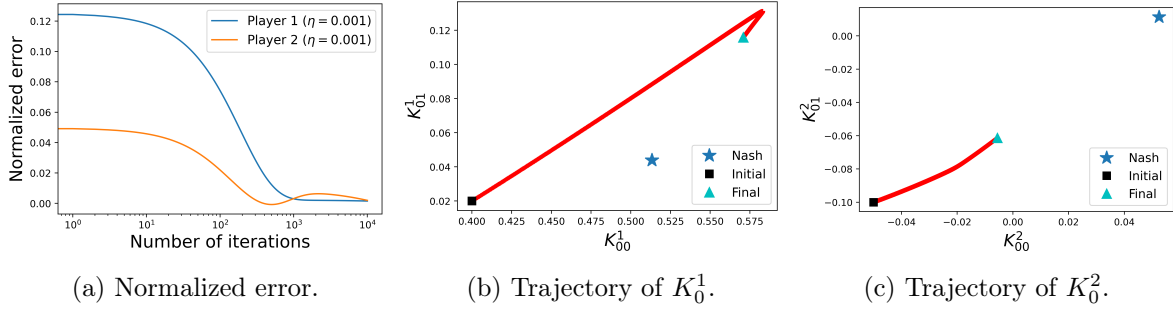 Normalized error
0.12
0.10
0.08
0.06
0.04
0.02
0.00
Player 1 (η = 0.001)
Player 2 (η = 0.001)
10⁰ 10¹ 10² 10³ 10⁴
Number of iterations
(a) Normalized error.
K¹₀₁
0.12
0.10
0.08
0.06
0.04
0.02
Nash
Initial
Final
0.400 0.425 0.450 0.475 0.500 0.525 0.550 0.575
K¹₀₀
(b) Trajectory of K¹₀.
K²₀₁
0.00
−0.02
−0.04
−0.06
−0.08
−0.10
Nash
Initial
Final
−0.04 −0.02 0.00 0.02 0.04
K²₀₀
(c) Trajectory of K²₀.